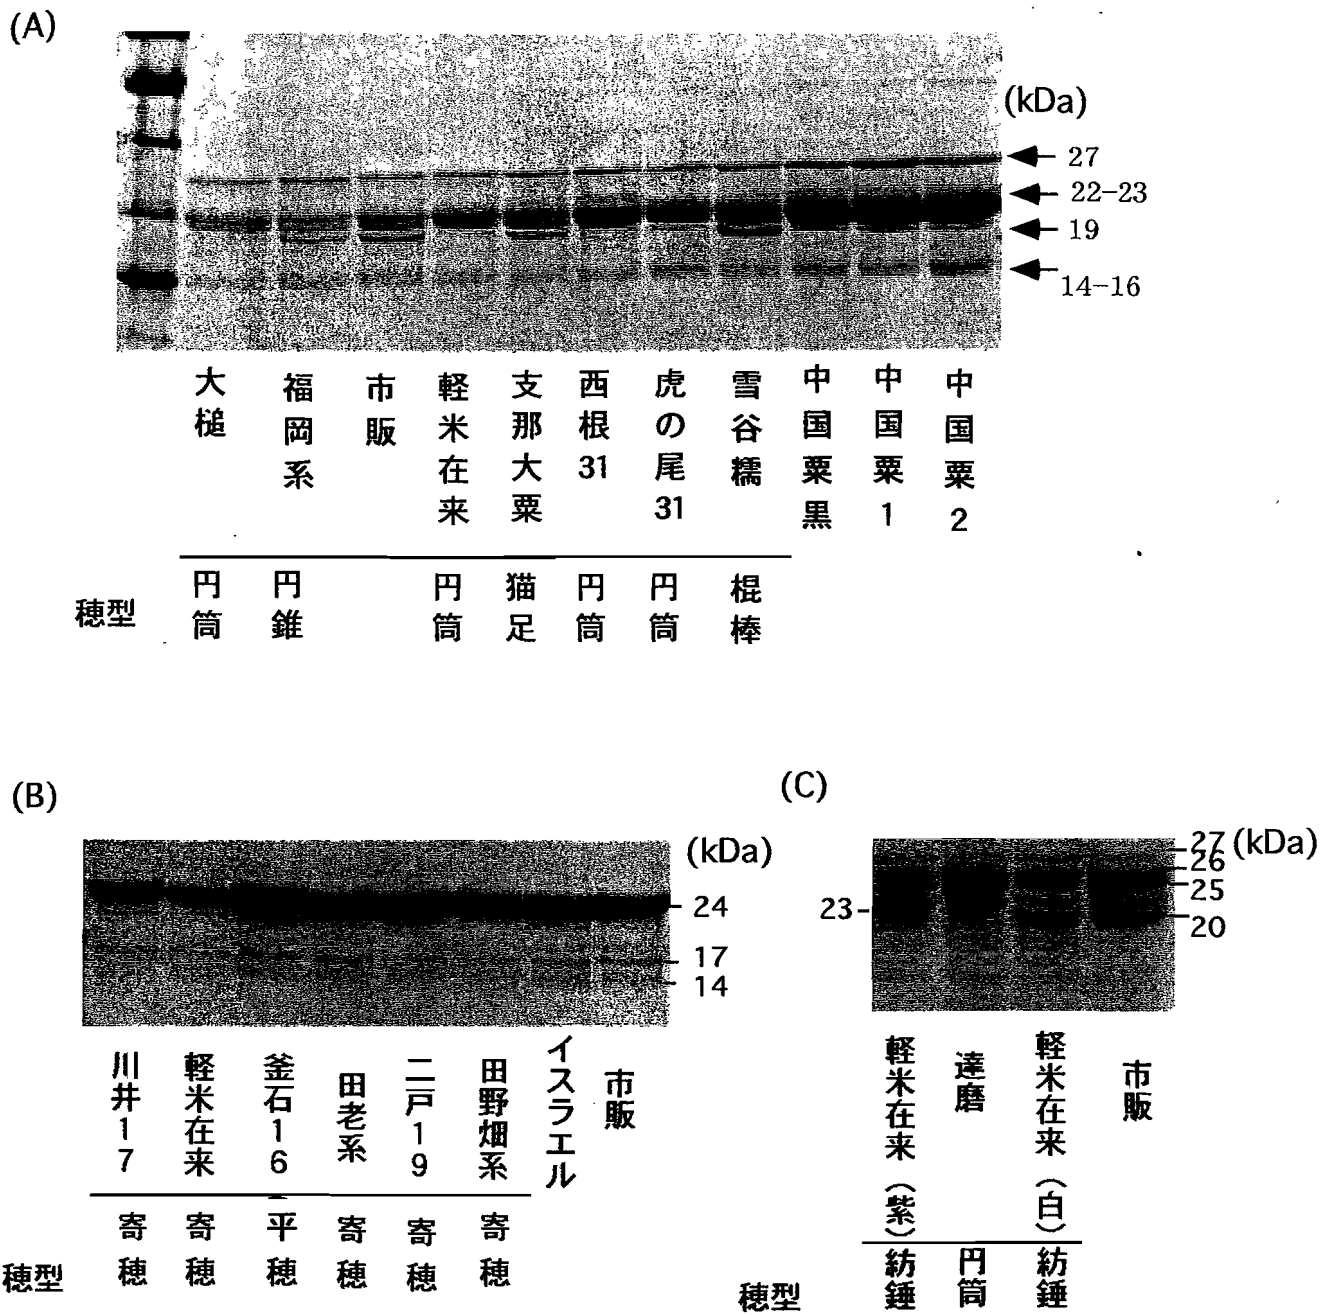 (A)
(kDa)
27
22-23
19
14-16
大槌
福岡系
市販
軽米在来
支那大粟
西根31
虎の尾31
雪谷糯
中国粟黒
中国粟1
中国粟2
穂型
円筒
円錐
円筒
猫足
円筒
円筒
棍棒
(B)
(kDa)
24
17
14
川井17
軽米在来
釜石16
田老系
二戸19
田野畑系
イスラエル
市販
穂型
寄穂
寄穂
平穂
寄穂
寄穂
寄穂
(C)
27
(kDa)
26
25
23
20
軽米在来(紫)
達磨
軽米在来(白)
市販
穂型
紡錘
円筒
紡錘